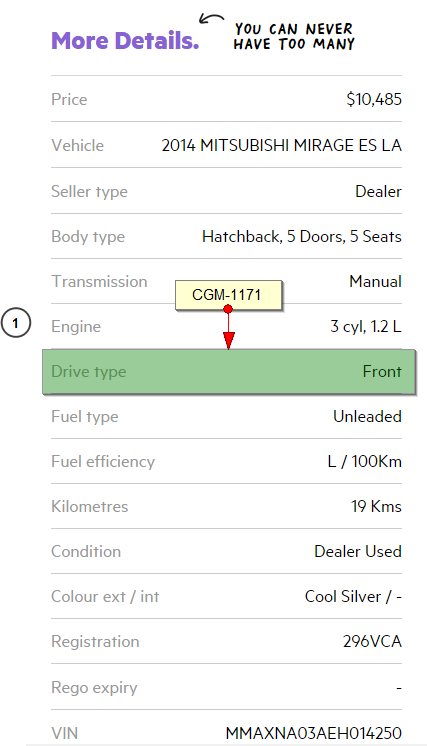 More Details.
YOU CAN NEVER
HAVE TOO MANY
Price $10,485
Vehicle 2014 MITSUBISHI MIRAGE ES LA
Seller type Dealer
Body type Hatchback, 5 Doors, 5 Seats
Transmission Manual
CGM-1171
1
Engine 3 cyl, 1.2 L
Drive type Front
Fuel type Unleaded
Fuel efficiency L / 100Km
Kilometres 19 Kms
Condition Dealer Used
Colour ext / int Cool Silver / -
Registration 296VCA
Rego expiry -
VIN MMAXNA03AEH014250